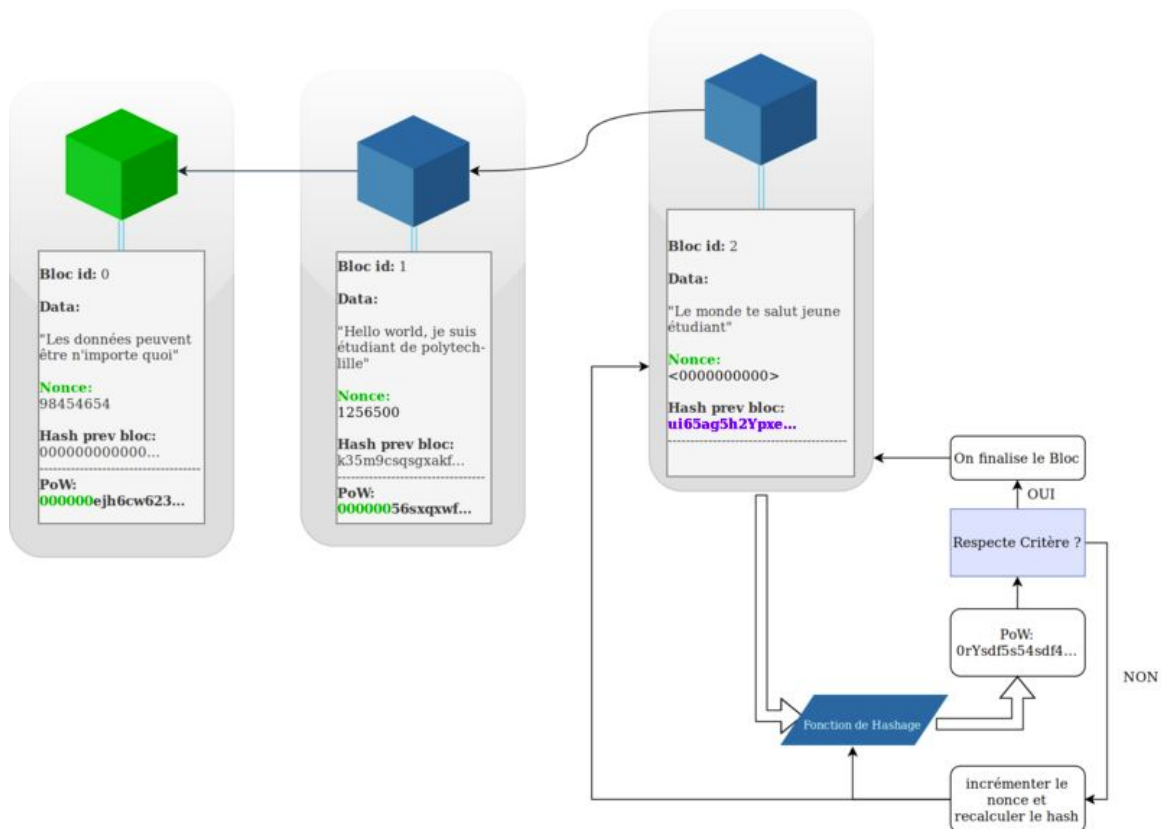 Bloc id: 0
Data:
"Les données peuvent
être n'importe quoi"
Nonce:
98454654
Hash prev bloc:
000000000000...
PoW:
000000ejh6cw623...
Bloc id: 1
Data:
"Hello world, je suis
étudiant de polytech-
lille"
Nonce:
1256500
Hash prev bloc:
k35m9csqsgxakf...
PoW:
00000056sxqxwf...
Bloc id: 2
Data:
"Le monde te salut jeune
étudiant"
Nonce:
<0000000000>
Hash prev bloc:
ui65ag5h2Ypxe...
On finalise le Bloc
OUI
Respecte Critère ?
PoW:
0rYsdf5s54sdf4...
NON
Fonction de Hashage
incrémenter le
nonce et
recalculer le hash